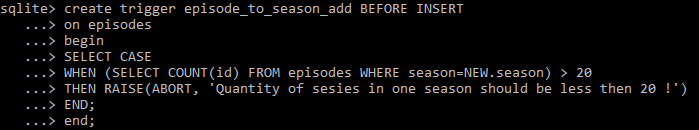 sqlite> create trigger episode_to_season_add BEFORE INSERT
...> on episodes
...> begin
...> SELECT CASE
...> WHEN (SELECT COUNT(id) FROM episodes WHERE season=NEW.season) > 20
...> THEN RAISE(ABORT, 'Quantity of sesies in one season should be less then 20 !')
...> END;
...> end;